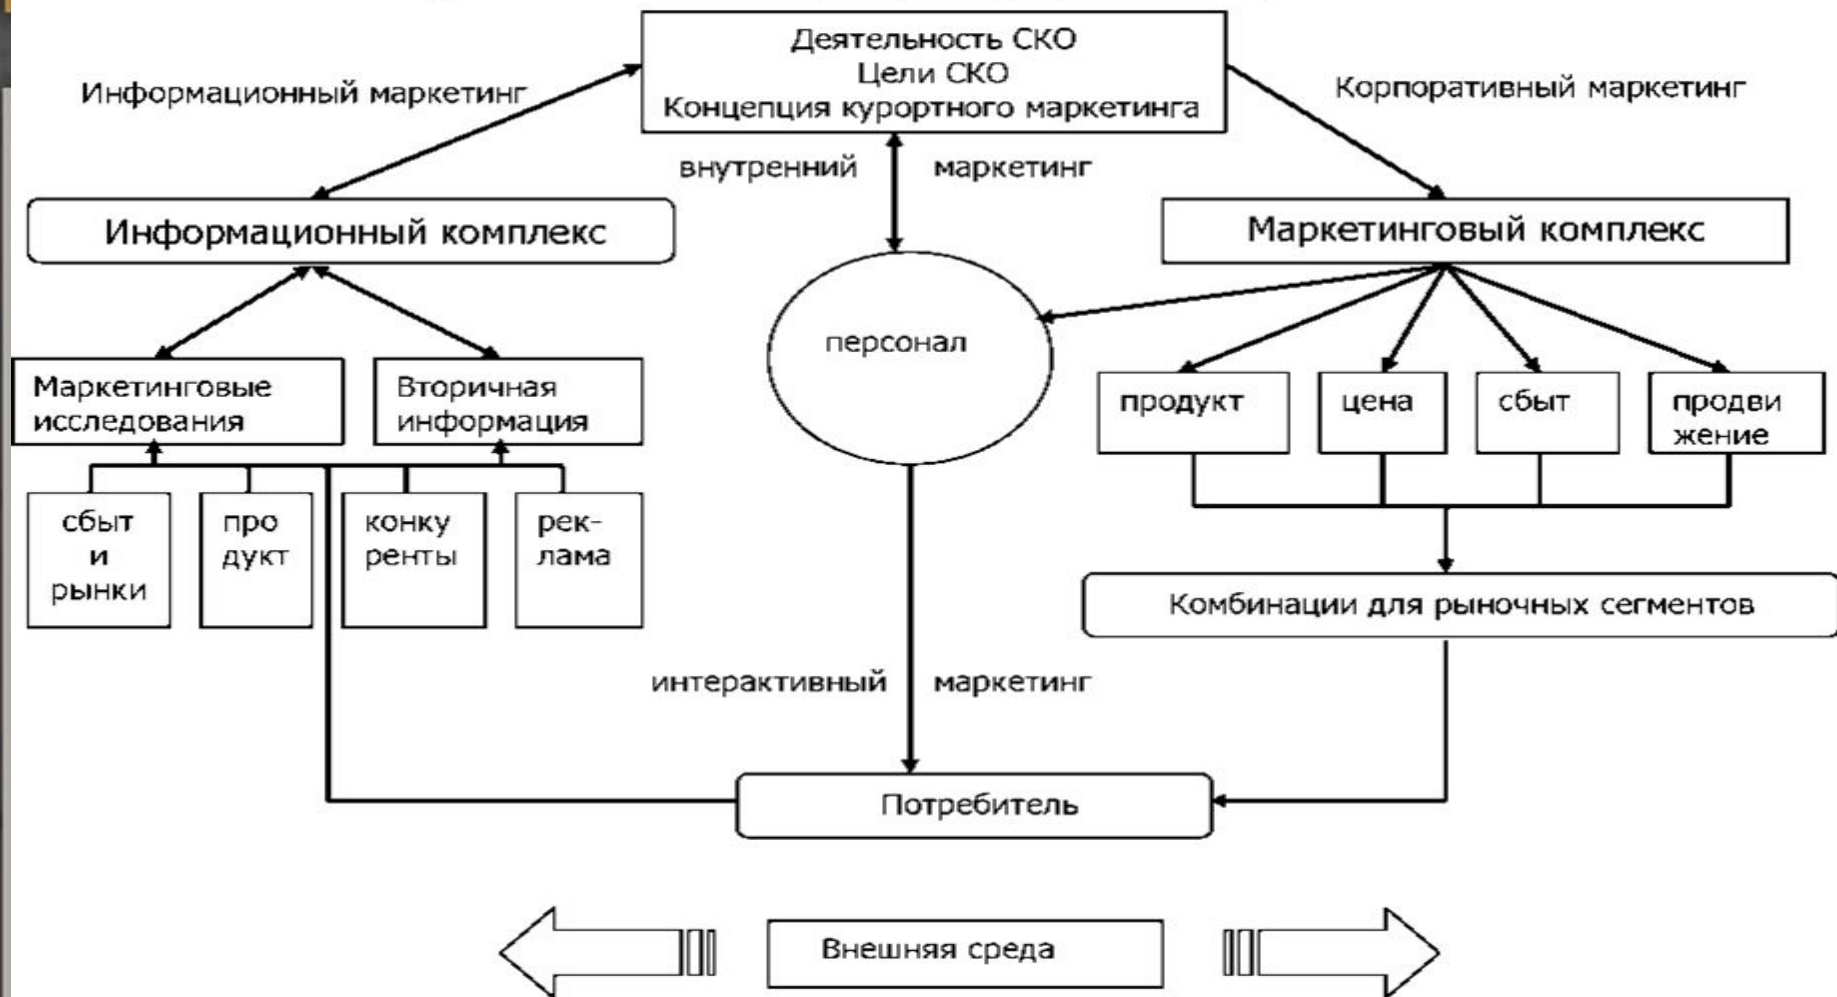 Деятельность СКО
Цели СКО
Концепция курортного маркетинга
Информационный маркетинг
Корпоративный маркетинг
внутренний маркетинг
Информационный комплекс
Маркетинговый комплекс
персонал
Маркетинговые
исследования
Вторичная
информация
продукт
цена
сбыт
продви
жение
сбыт
и
рынки
про
дукт
конку
ренты
рек-
лама
Комбинации для рыночных сегментов
интерактивный маркетинг
Потребитель
Внешняя среда